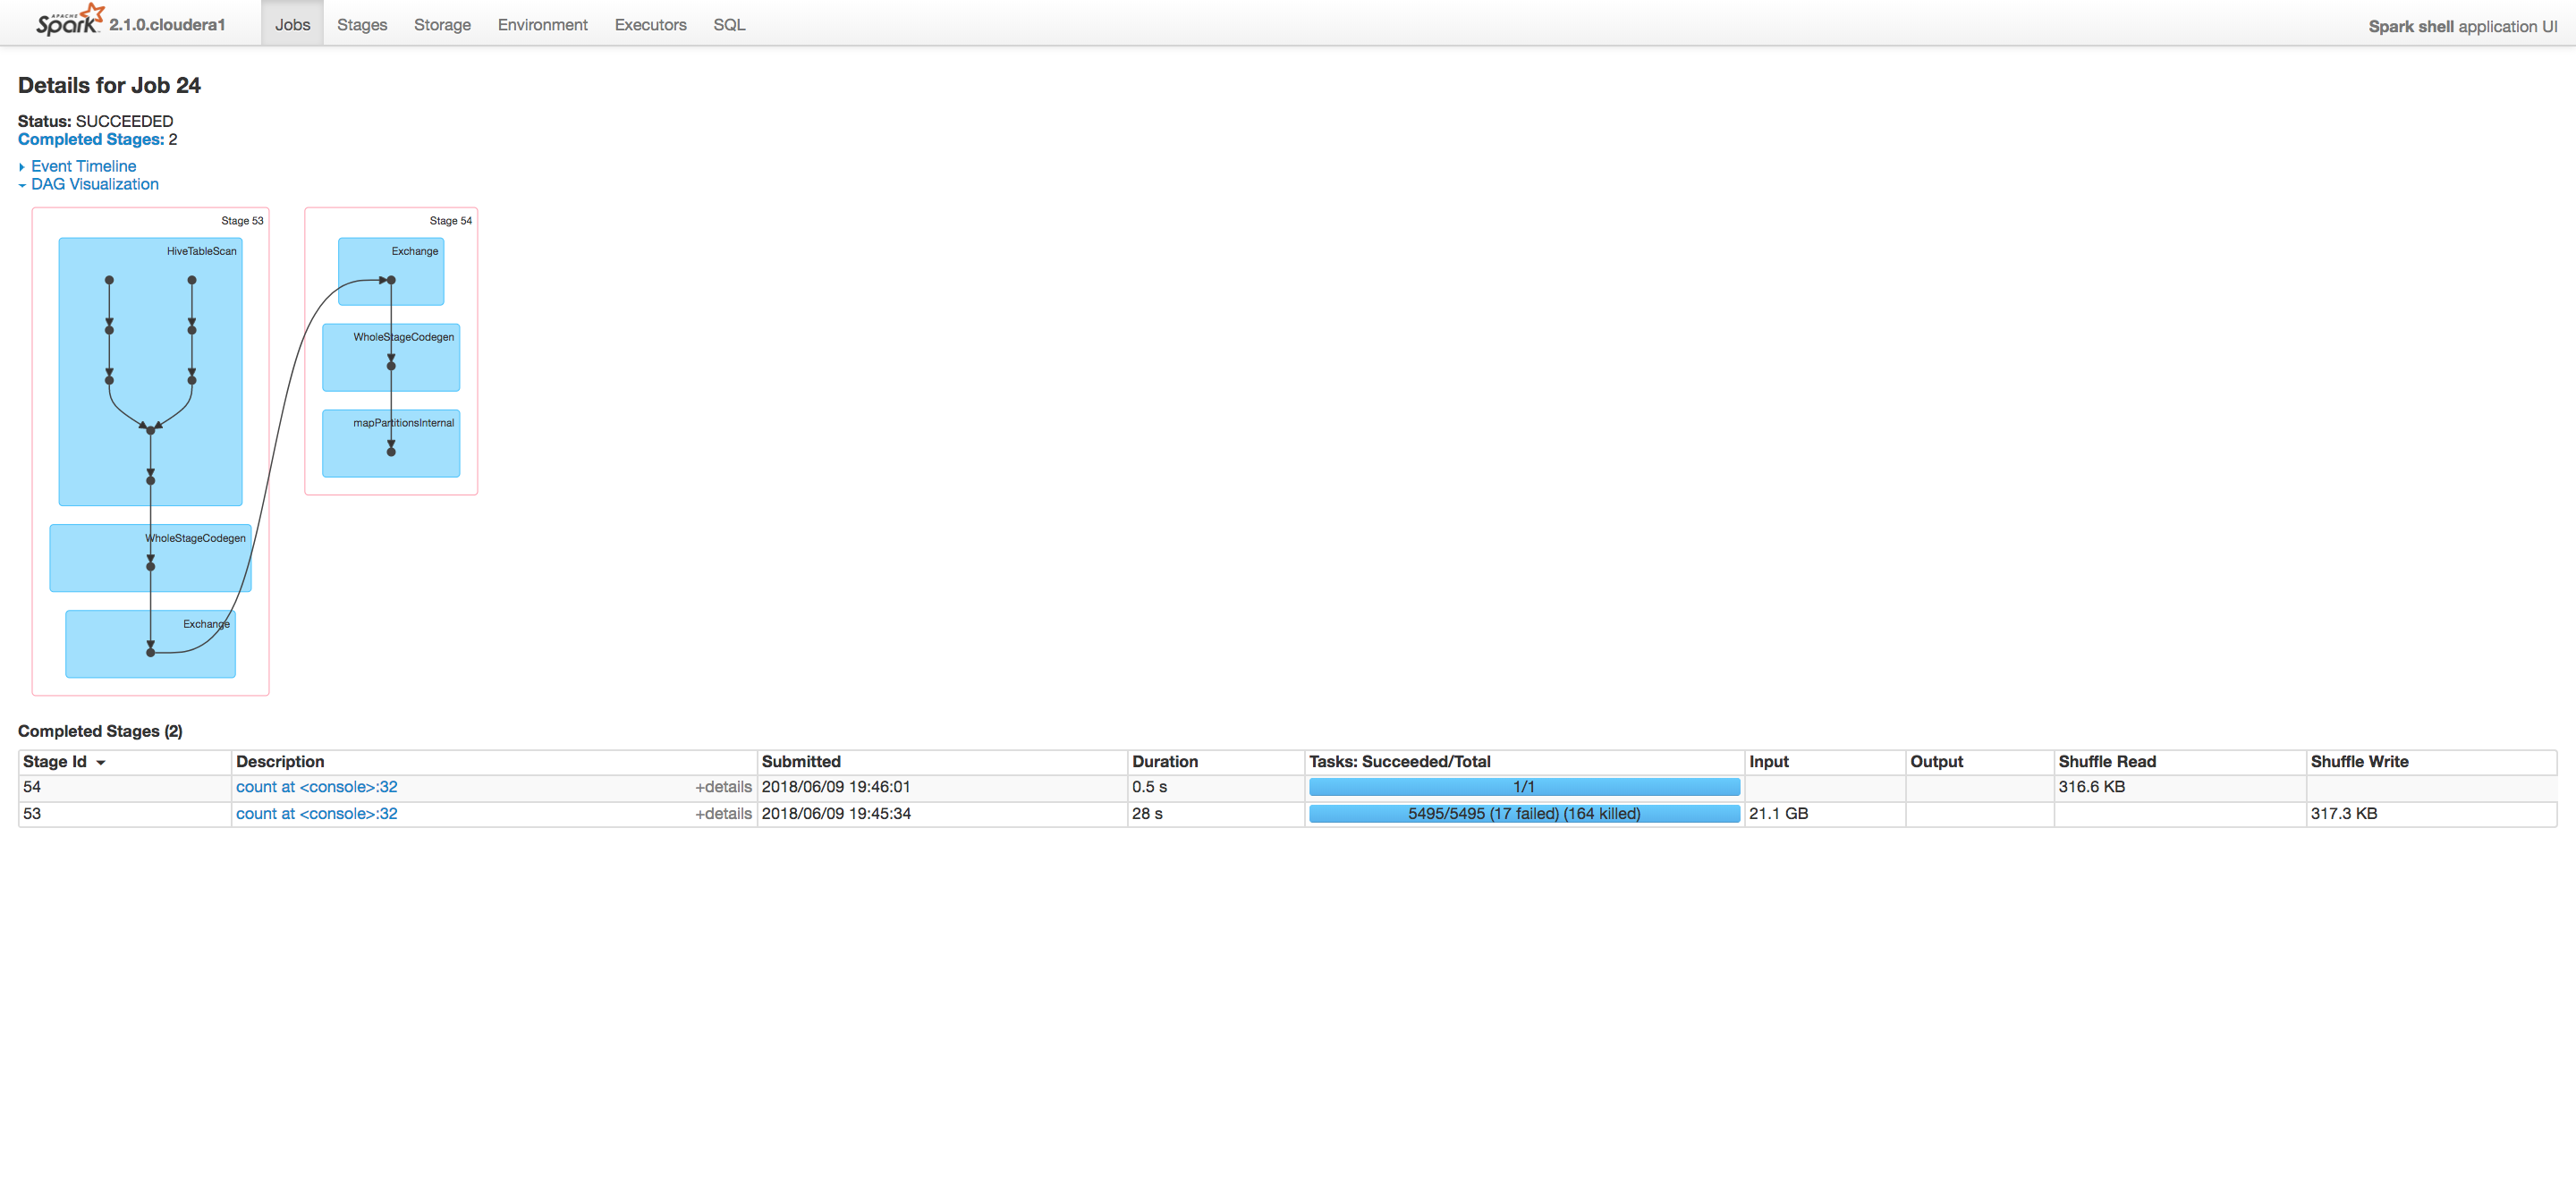 APACHE
Spark 2.1.0.cloudera1 Jobs Stages Storage Environment Executors SQL Spark shell application UI
Details for Job 24
Status: SUCCEEDED
Completed Stages: 2
Event Timeline
DAG Visualization
Stage 53 Stage 54
HiveTableScan Exchange
WholeStageCodegen
mapPartitionsInternal
WholeStageCodegen
Exchange
Completed Stages (2)
Stage Id Description Submitted Duration Tasks: Succeeded/Total Input Output Shuffle Read Shuffle Write
54 count at <console>:32 +details 2018/06/09 19:46:01 0.5 s 1/1 316.6 KB
53 count at <console>:32 +details 2018/06/09 19:45:34 28 s 5495/5495 (17 failed) (164 killed) 21.1 GB 317.3 KB